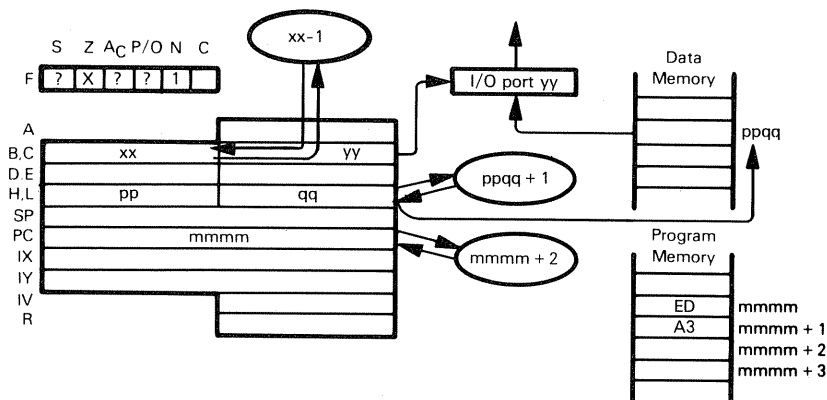 xx-1
S Z AC P/O N C
F ? X ? ? 1
I/O port yy
Data
Memory
ppqq
A
B,C xx yy
D,E
H,L pp qq
ppqq + 1
SP
PC mmmm
mmmm + 2
IX
IY
IV
R
Program
Memory
ED mmmm
A3 mmmm + 1
mmmm + 2
mmmm + 3